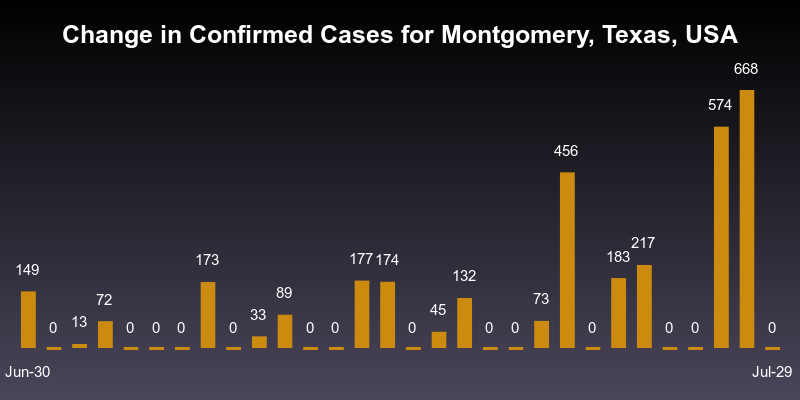 Change in Confirmed Cases for Montgomery, Texas, USA
149 0 13 72 0 0 0 173 0 33 89 0 0 177 174 0 45 132 0 0 73 456 0 183 217 0 0 574 668 0
Jun-30 Jul-29